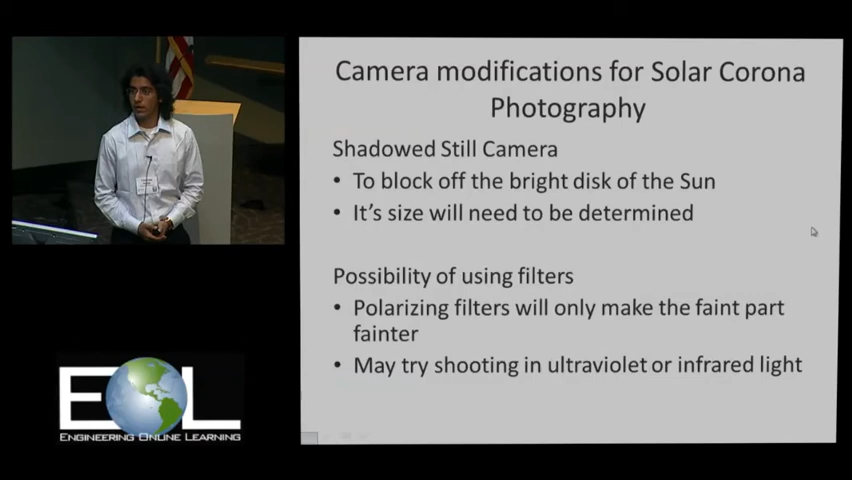 Camera modifications for Solar Corona
Photography
Shadowed Still Camera
• To block off the bright disk of the Sun
• It's size will need to be determined
Possibility of using filters
• Polarizing filters will only make the faint part
fainter
• May try shooting in ultraviolet or infrared light
EOL
ENGINEERING ONLINE LEARNING